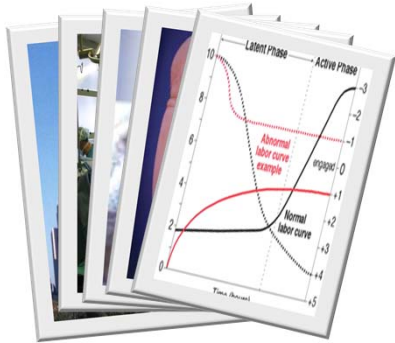 Latent Phase
Active Phase
10
8
6
4
2
0
-3
-2
-1
0
+1
+2
+3
+4
+5
engaged
Abnormal
labor curve
example
Normal
labor curve
Time (hours)